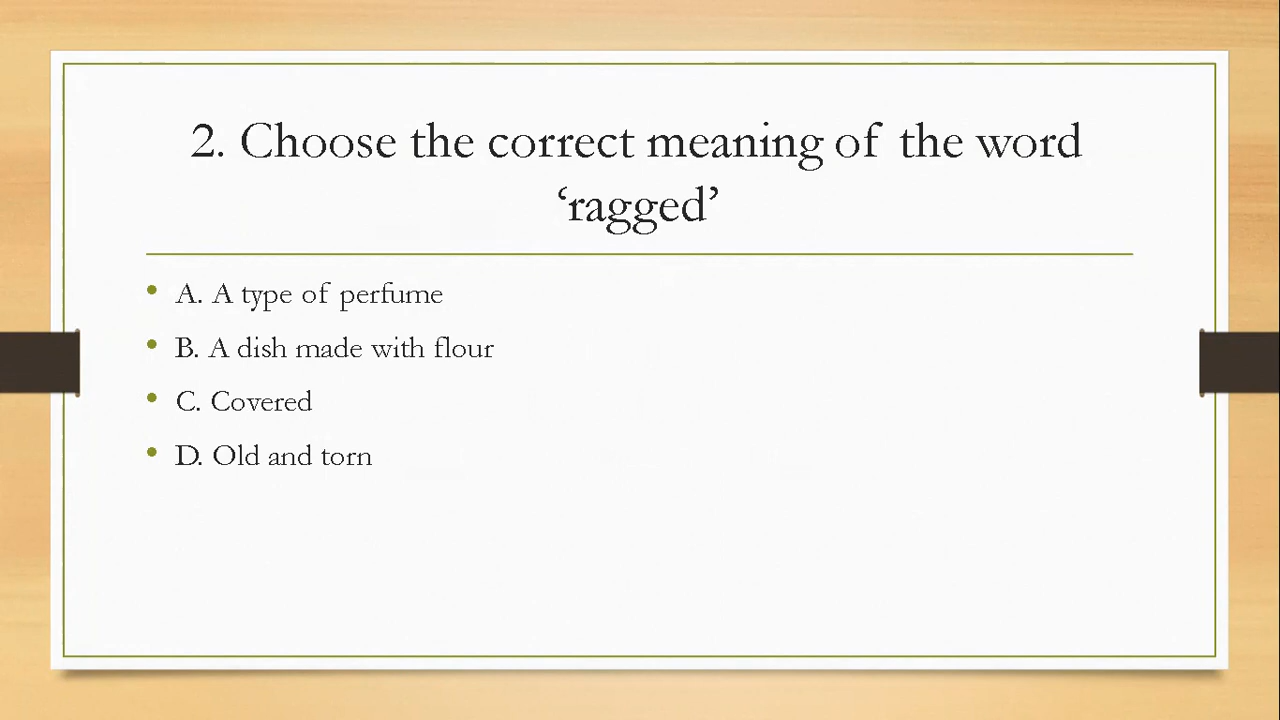 2. Choose the correct meaning of the word
‘ragged’
• A. A type of perfume
• B. A dish made with flour
• C. Covered
• D. Old and torn